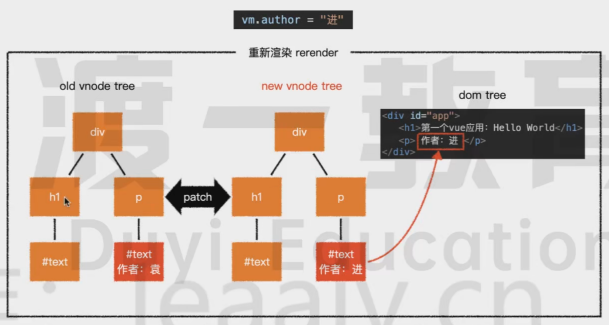 vm.author = "进"
重新渲染 rerender
old vnode tree
new vnode tree
dom tree
div
div
<div id="app">
<h1>第一个vue应用：Hello World</h1>
<p> 作者：进 </p>
</div>
h1
p
patch
h1
p
#text
#text
作者：袁
#text
#text
作者：进
渡一教育
Duyi Education